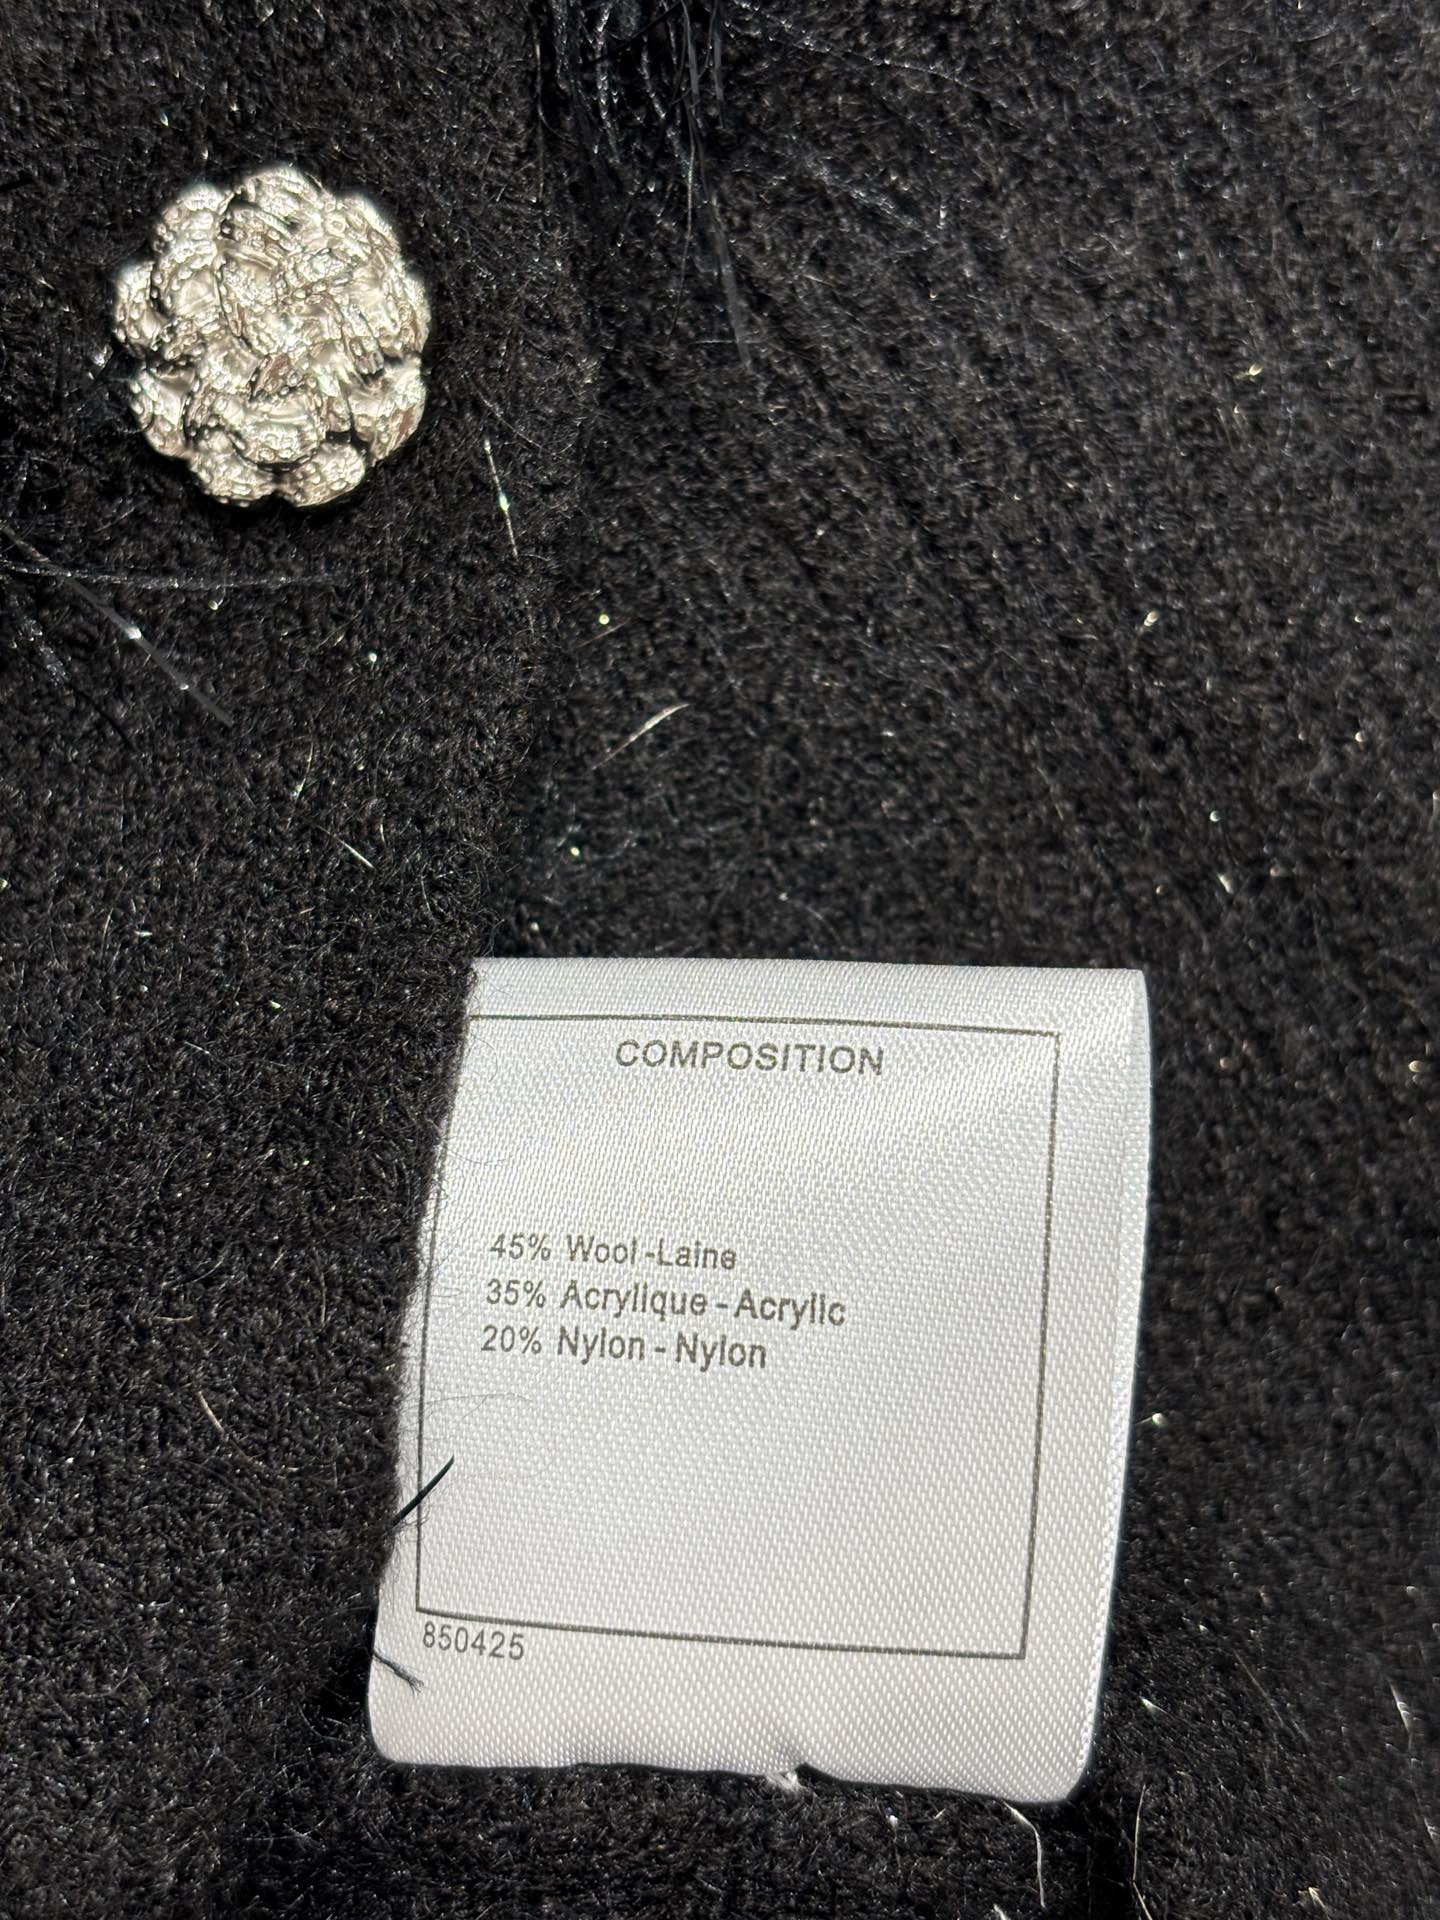 COMPOSITION
45% Wool-Laine
35% Acrylique - Acrylic
20% Nylon - Nylon
850425